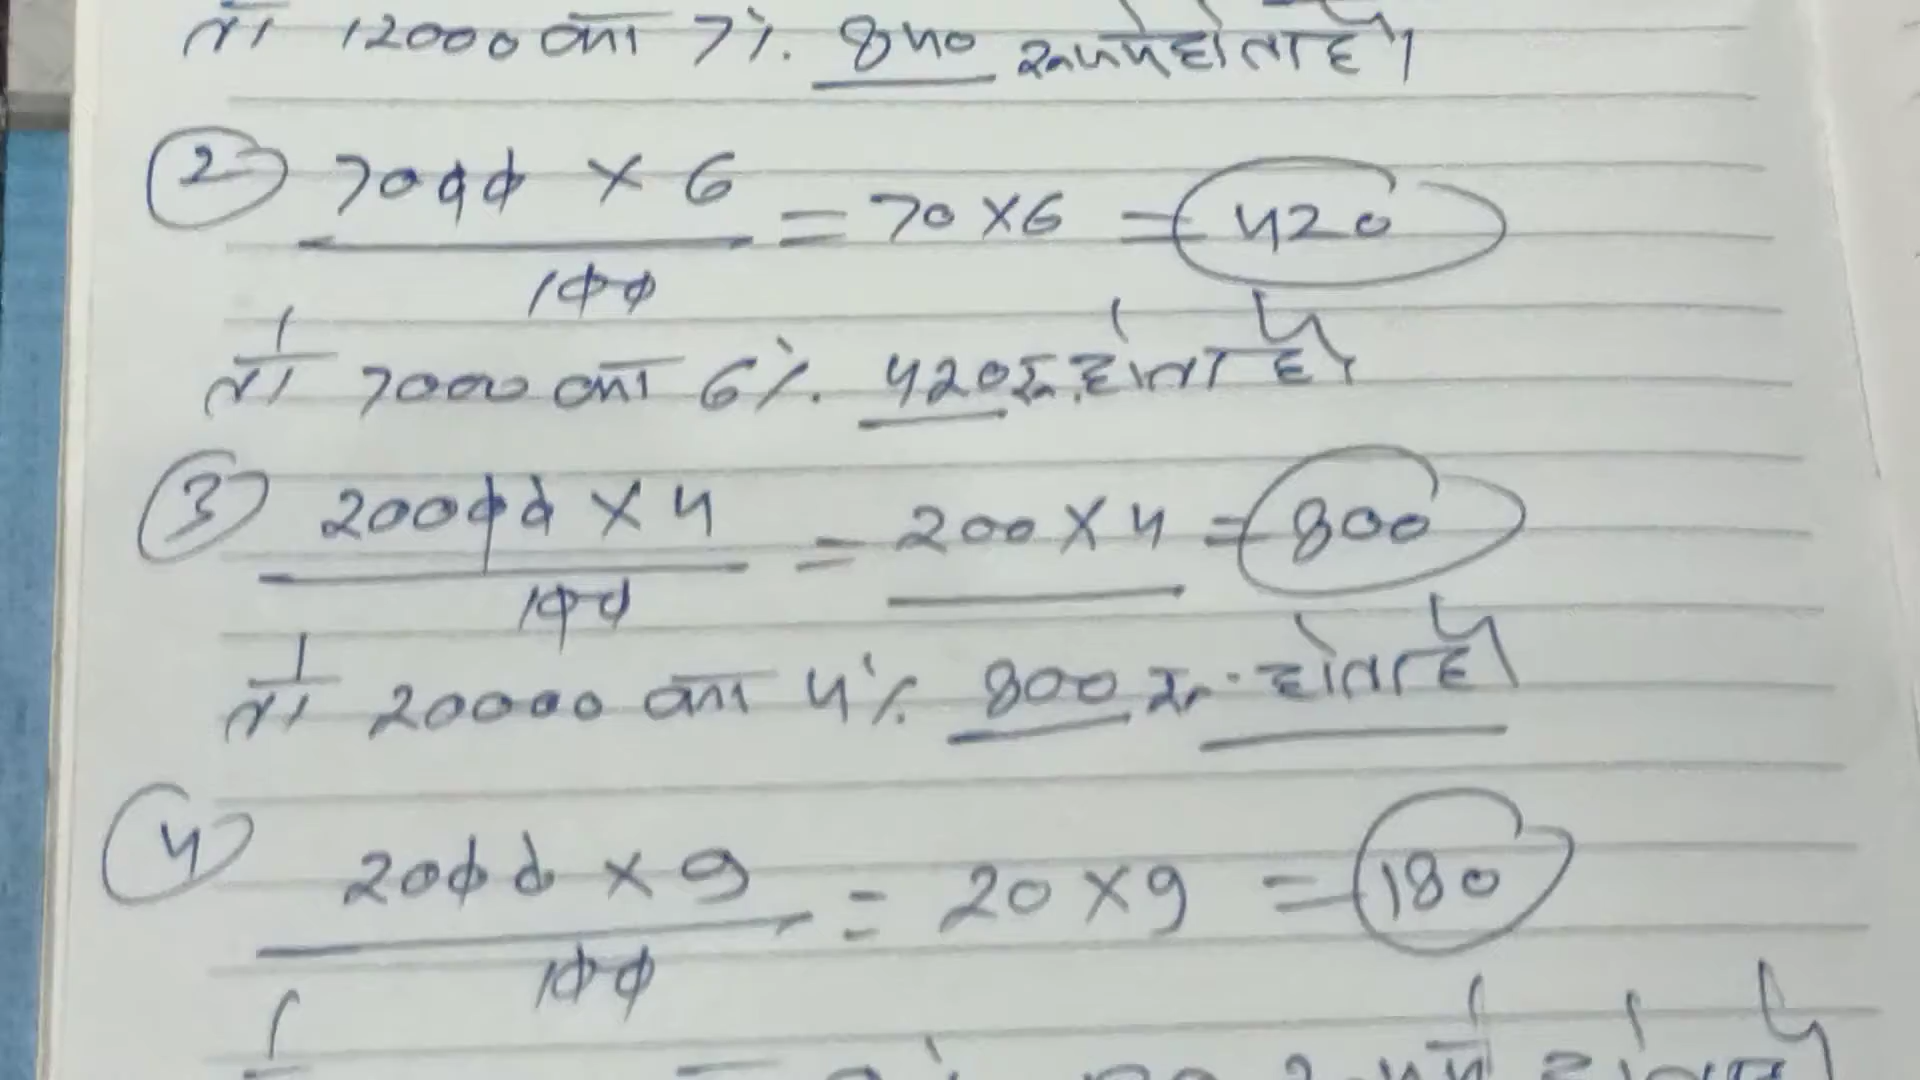 तो 12000 का 7%. 840 रूपये होता है।
② 7000 × 6 / 100 = 70 × 6 = 420
तो 7000 का 6%. 420 रू. होता है।
③ 20000 × 4 / 100 = 200 × 4 = 800
तो 20000 का 4%. 800 रू. होता है।
④ 2000 × 9 / 100 = 20 × 9 = 180